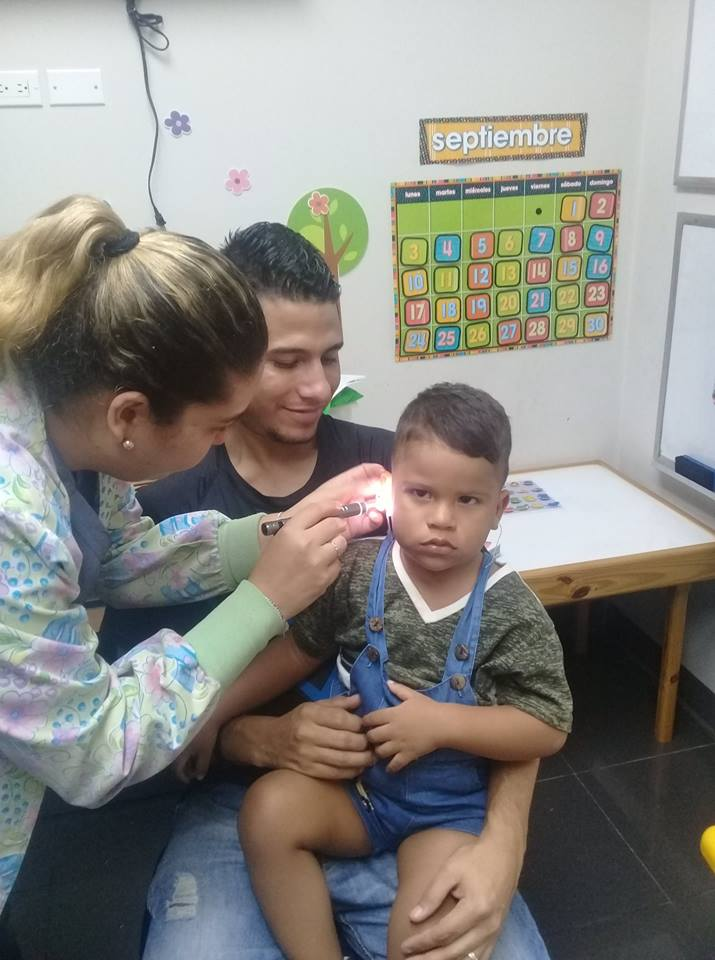 septiembre
lunes martes miércoles jueves viernes sábado domingo
1 2
3 4 5 6 7 8 9
10 11 12 13 14 15 16
17 18 19 20 21 22 23
24 25 26 27 28 29 30